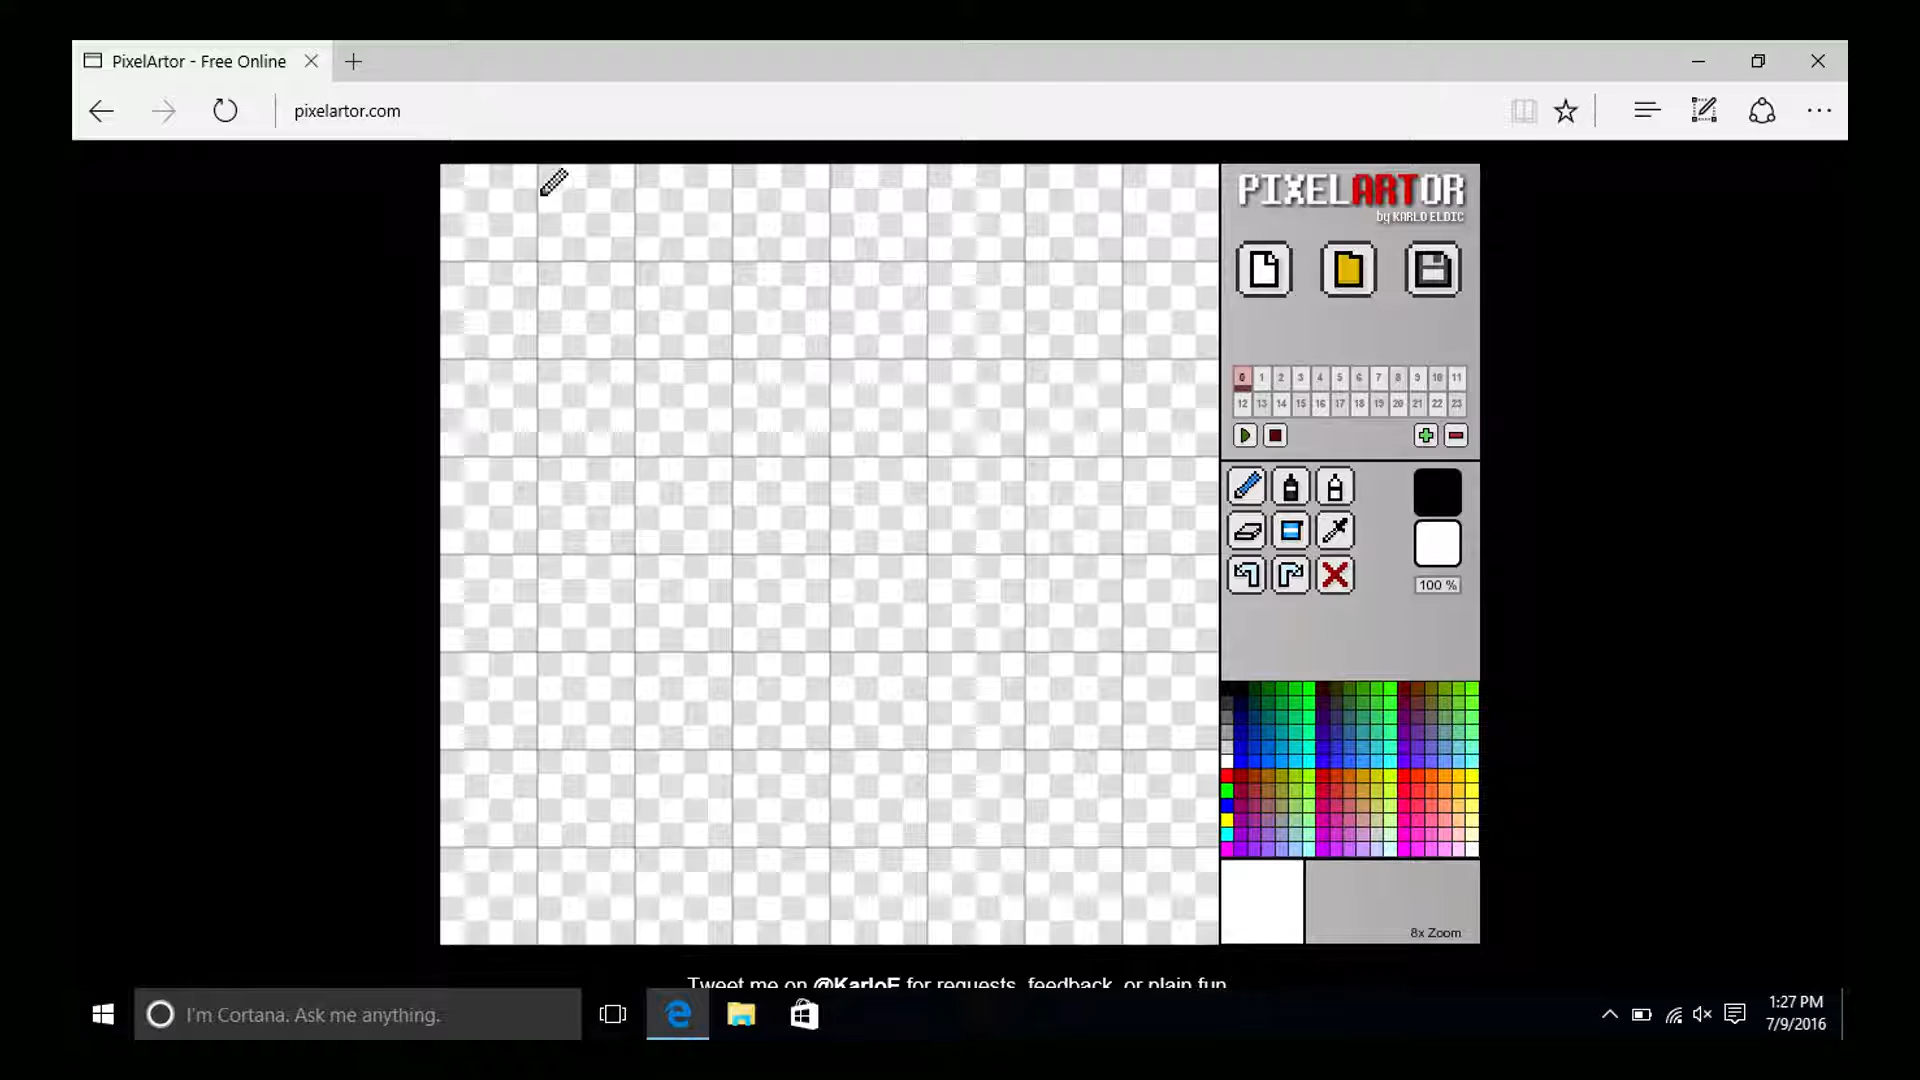 PixelArtor - Free Online
pixelartor.com
PIXELARTOR
by KARLO ELDIC
0 1 2 3 4 5 6 7 8 9 10 11
12 13 14 15 16 17 18 19 20 21 22 23
100 %
8x Zoom
Tweet me on @KarloE for requests, feedback, or plain fun
I'm Cortana. Ask me anything.
1:27 PM
7/9/2016